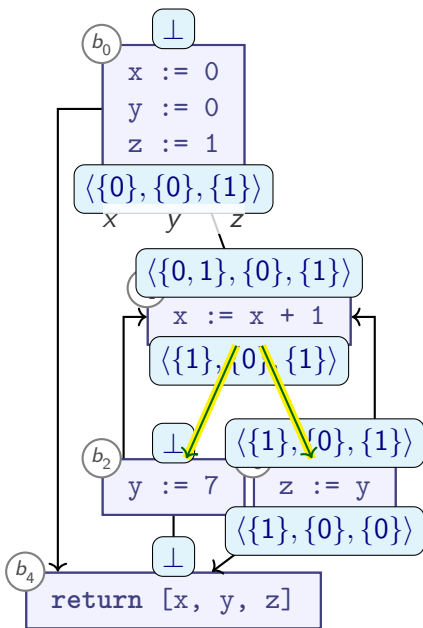 ⊥
b₀
x := 0
y := 0
z := 1
⟨{0}, {0}, {1}⟩
x y z
⟨{0, 1}, {0}, {1}⟩
x := x + 1
⟨{1}, {0}, {1}⟩
⟨{1}, {0}, {1}⟩
⊥
b₂
y := 7
z := y
⟨{1}, {0}, {0}⟩
⊥
b₄
return [x, y, z]